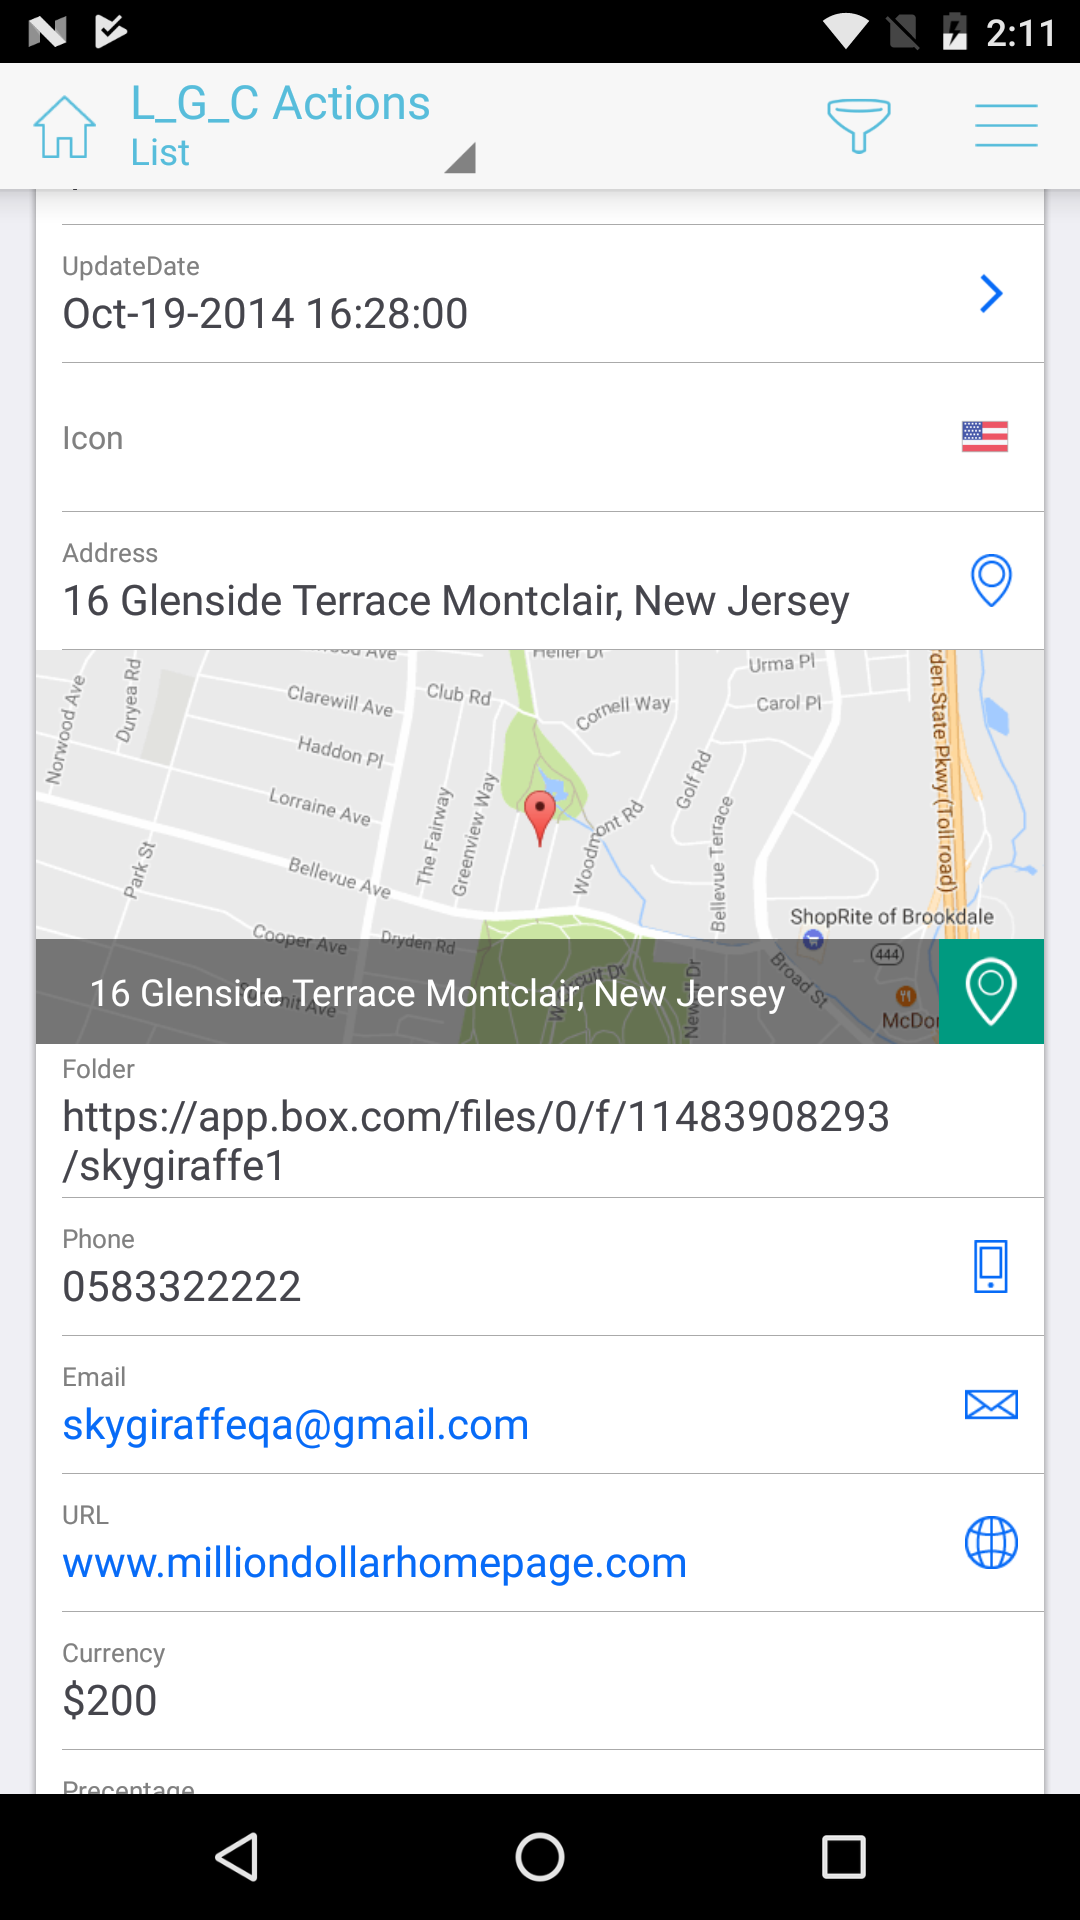 2:11
L_G_C Actions
List
UpdateDate
Oct-19-2014 16:28:00
Icon
Address
16 Glenside Terrace Montclair, New Jersey
Heller Dr
Urma Pl
Norwood Ave
Duryea Rd
Clarewill Ave
Club Rd
Cornell Way
Carol Pl
den State Pkwy (Toll road)
Haddon Pl
Golf Rd
Lorraine Ave
The Fairway
Greenview Way
Woodmont Rd
Bellevue Terrace
Park St
Bellevue Ave
ShopRite of Brookdale
Cooper Ave
Dryden Rd
444
Broad St
McDo
16 Glenside Terrace Montclair, New Jersey
Folder
https://app.box.com/files/0/f/11483908293
/skygiraffe1
Phone
0583322222
Email
skygiraffeqa@gmail.com
URL
www.milliondollarhomepage.com
Currency
$200
Precentage